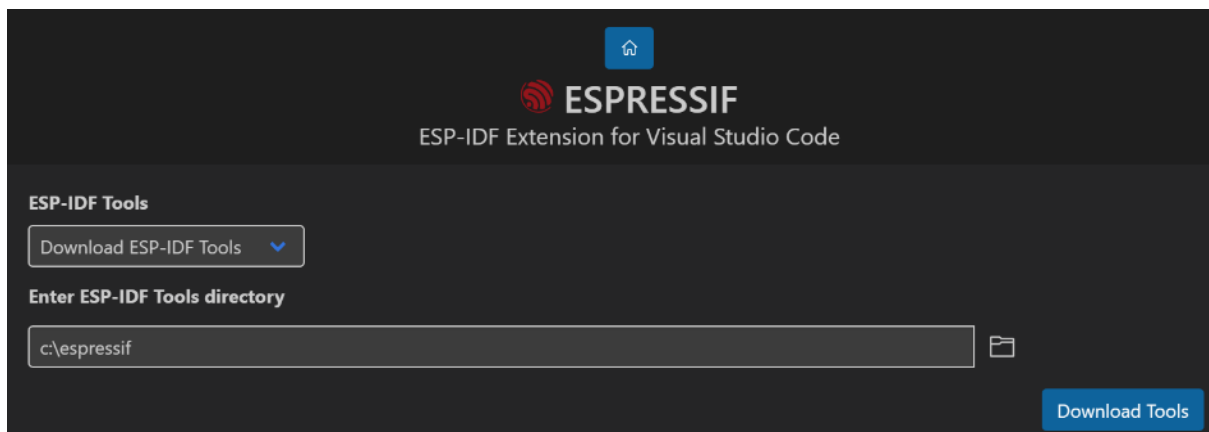 ESPRESSIF
ESP-IDF Extension for Visual Studio Code
ESP-IDF Tools
Download ESP-IDF Tools
Enter ESP-IDF Tools directory
c:\espressif
Download Tools